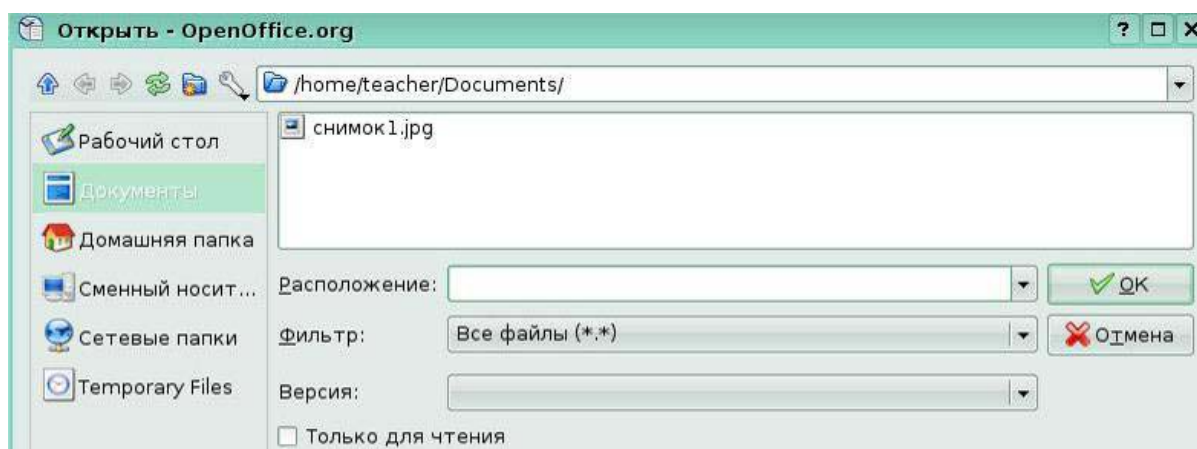 Открыть - OpenOffice.org
/home/teacher/Documents/
Рабочий стол
Документы
Домашняя папка
Сменный носит...
Сетевые папки
Temporary Files
снимок1.jpg
Расположение:
OK
Фильтр: Все файлы (*.*)
Отмена
Версия:
Только для чтения